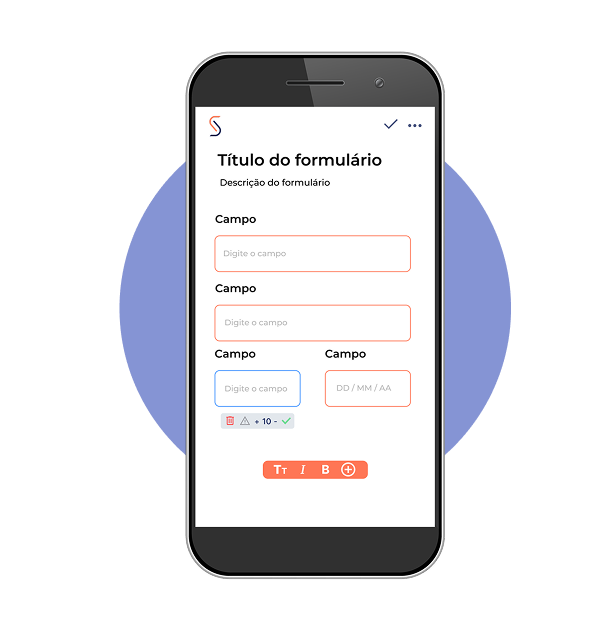 Título do formulário
Descrição do formulário
Campo
Digite o campo
Campo
Digite o campo
Campo Campo
Digite o campo DD / MM / AA
+ 10 -
TT I B